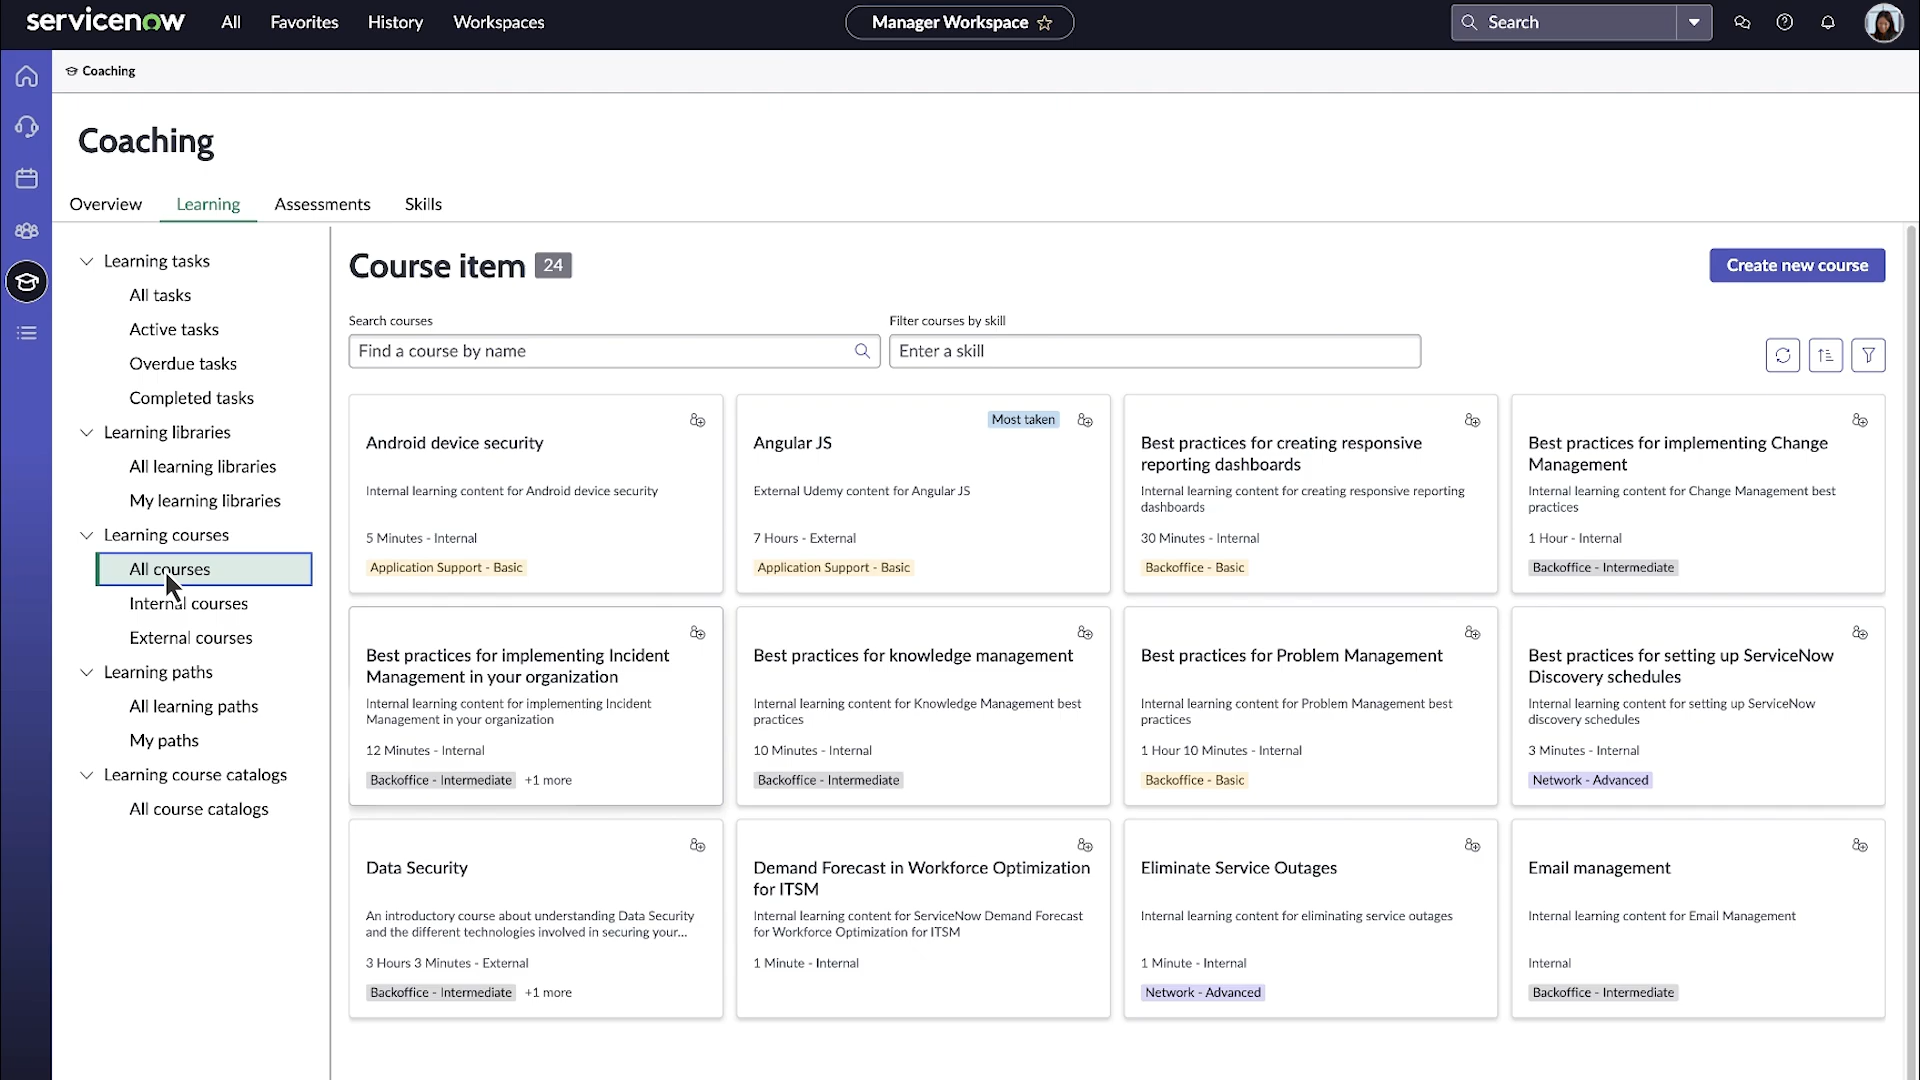 servicenow
All
Favorites
History
Workspaces
Manager Workspace
Search
Coaching
Coaching
Overview
Learning
Assessments
Skills
Learning tasks
All tasks
Active tasks
Overdue tasks
Completed tasks
Learning libraries
All learning libraries
My learning libraries
Learning courses
All courses
Internal courses
External courses
Learning paths
All learning paths
My paths
Learning course catalogs
All course catalogs
Course item 24
Create new course
Search courses
Find a course by name
Filter courses by skill
Enter a skill
Android device security
Internal learning content for Android device security
5 Minutes - Internal
Application Support - Basic
Most taken
Angular JS
External Udemy content for Angular JS
7 Hours - External
Application Support - Basic
Best practices for creating responsive
reporting dashboards
Internal learning content for creating responsive reporting
dashboards
30 Minutes - Internal
Backoffice - Basic
Best practices for implementing Change
Management
Internal learning content for Change Management best
practices
1 Hour - Internal
Backoffice - Intermediate
Best practices for implementing Incident
Management in your organization
Internal learning content for implementing Incident
Management in your organization
12 Minutes - Internal
Backoffice - Intermediate +1 more
Best practices for knowledge management
Internal learning content for Knowledge Management best
practices
10 Minutes - Internal
Backoffice - Intermediate
Best practices for Problem Management
Internal learning content for Problem Management best
practices
1 Hour 10 Minutes - Internal
Backoffice - Basic
Best practices for setting up ServiceNow
Discovery schedules
Internal learning content for setting up ServiceNow
discovery schedules
3 Minutes - Internal
Network - Advanced
Data Security
An introductory course about understanding Data Security
and the different technologies involved in securing your...
3 Hours 3 Minutes - External
Backoffice - Intermediate +1 more
Demand Forecast in Workforce Optimization
for ITSM
Internal learning content for ServiceNow Demand Forecast
for Workforce Optimization for ITSM
1 Minute - Internal
Eliminate Service Outages
Internal learning content for eliminating service outages
1 Minute - Internal
Network - Advanced
Email management
Internal learning content for Email Management
Internal
Backoffice - Intermediate